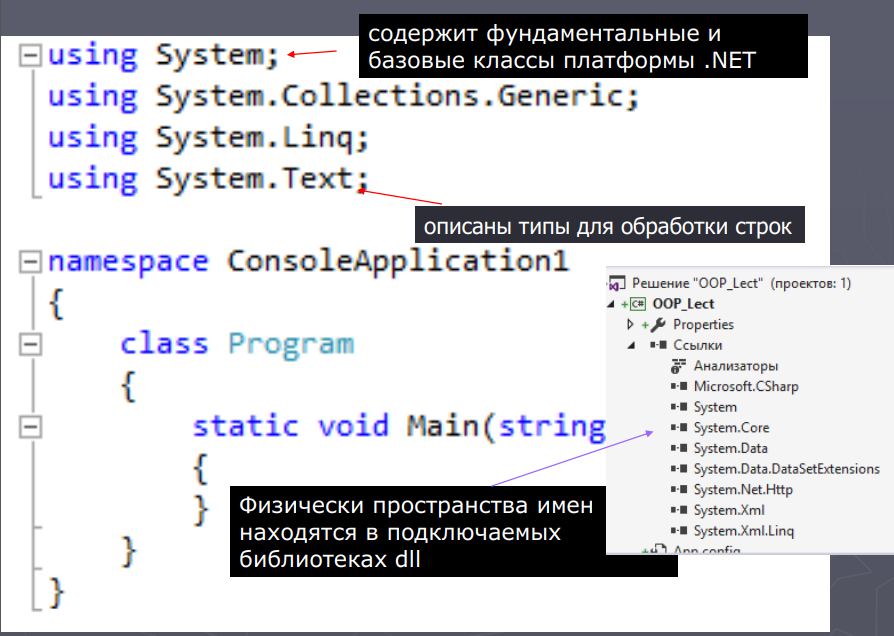 содержит фундаментальные и
базовые классы платформы .NET
using System;
using System.Collections.Generic;
using System.Linq;
using System.Text;
описаны типы для обработки строк
namespace ConsoleApplication1
{
class Program
{
static void Main(string
{
}
}
}
Физически пространства имен
находятся в подключаемых
библиотеках dll
Решение "OOP_Lect" (проектов: 1)
C# OOP_Lect
Properties
Ссылки
Анализаторы
Microsoft.CSharp
System
System.Core
System.Data
System.Data.DataSetExtensions
System.Net.Http
System.Xml
System.Xml.Linq
App.config